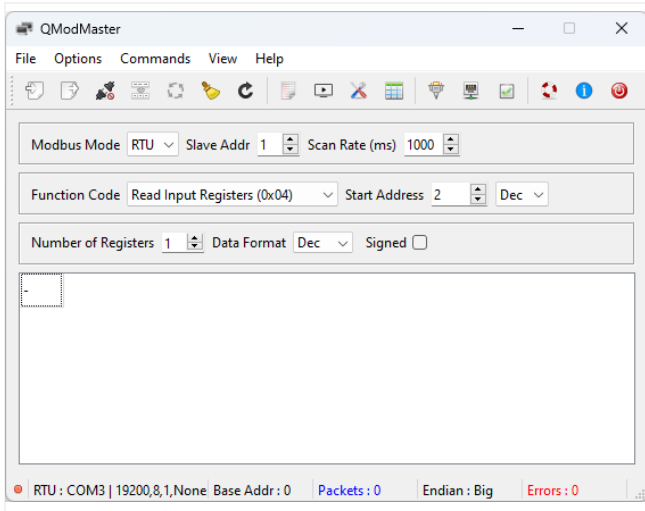 QModMaster
File Options Commands View Help
Modbus Mode RTU Slave Addr 1 Scan Rate (ms) 1000
Function Code Read Input Registers (0x04) Start Address 2 Dec
Number of Registers 1 Data Format Dec Signed
-
RTU : COM3 | 19200,8,1,None Base Addr : 0 Packets : 0 Endian : Big Errors : 0